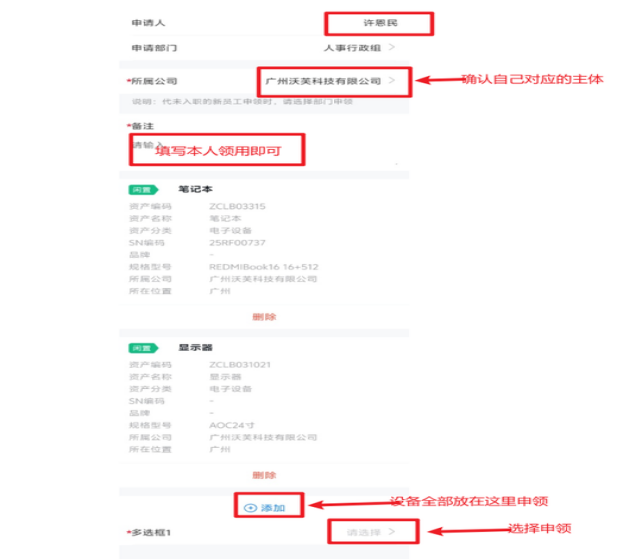 申请人 许恩民
申请部门 人事行政组 >
*所属公司 广州沃芙科技有限公司 > 确认自己对应的主体
说明：代未入职的新员工申领时，请选择部门申领
*备注
请输入
填写本人领用即可
闲置 笔记本
资产编码 ZCLB03315
资产名称 笔记本
资产分类 电子设备
SN编码 25RF00737
品牌 -
规格型号 REDMIBook16 16+512
所属公司 广州沃芙科技有限公司
所在位置 广州
删除
闲置 显示器
资产编码 ZCLB031021
资产名称 显示器
资产分类 电子设备
SN编码 -
品牌 -
规格型号 AOC24寸
所属公司 广州沃芙科技有限公司
所在位置 广州
删除
添加 设备全部放在这里申领
*多选框1 请选择 > 选择申领